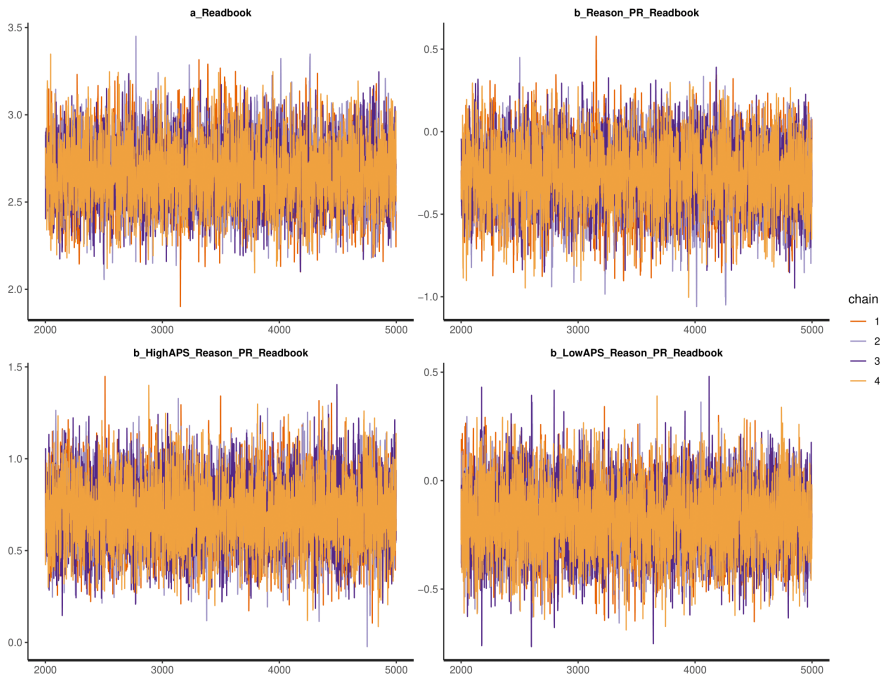 a_Readbook
3.5
3.0
2.5
2.0
2000 3000 4000 5000
b_Reason_PR_Readbook
0.5
0.0
−0.5
−1.0
2000 3000 4000 5000
b_HighAPS_Reason_PR_Readbook
1.5
1.0
0.5
0.0
2000 3000 4000 5000
b_LowAPS_Reason_PR_Readbook
0.5
0.0
−0.5
2000 3000 4000 5000
chain
1
2
3
4